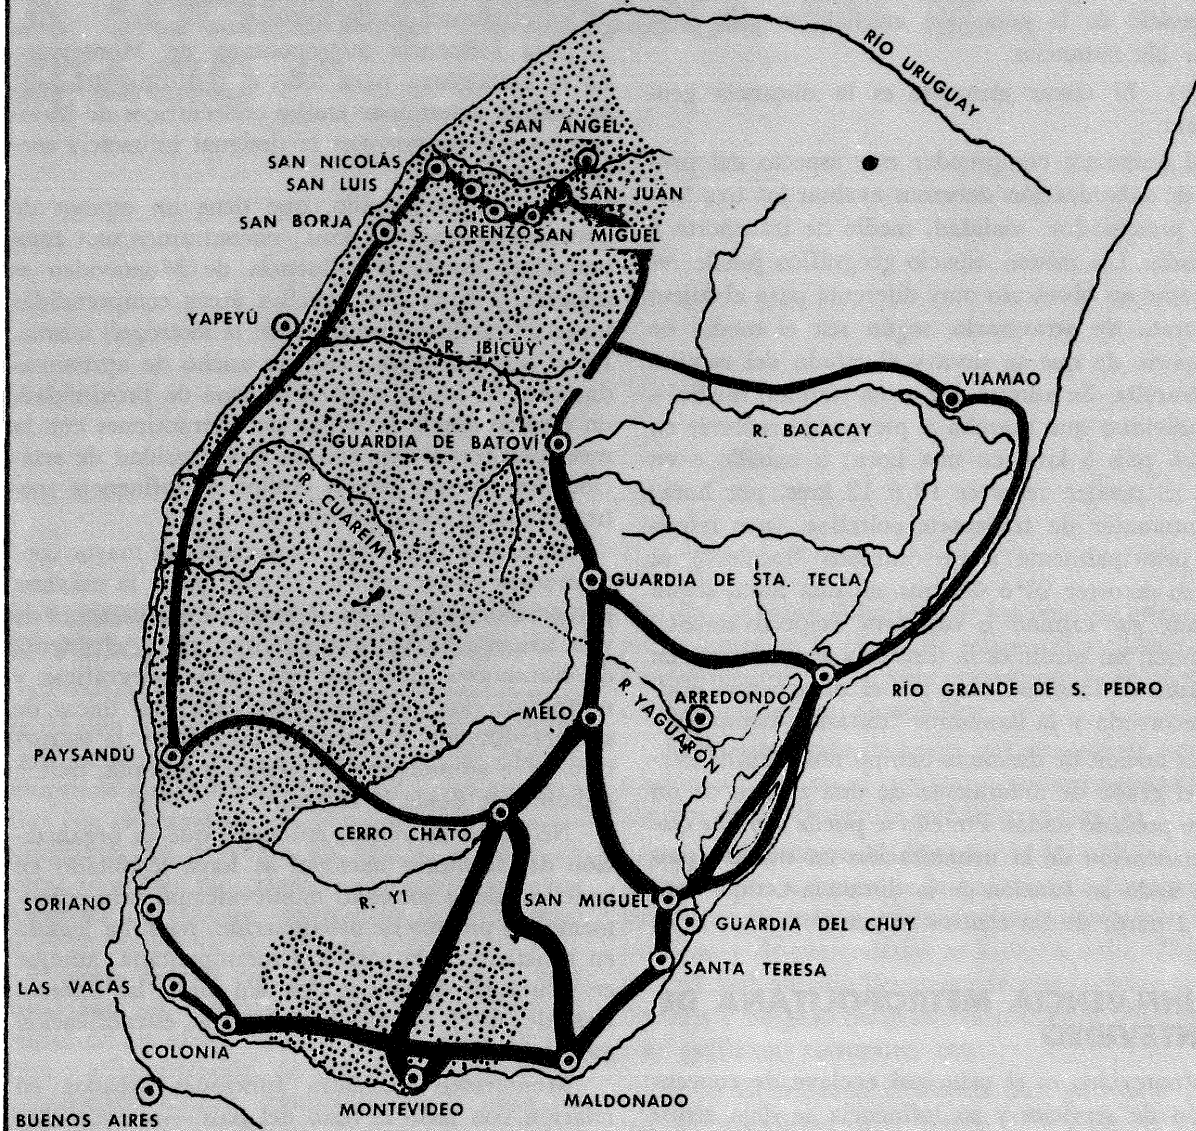 RÍO URUGUAY
SAN ÁNGEL
SAN NICOLÁS
SAN LUIS
SAN JUAN
SAN BORJA
S. LORENZO
SAN MIGUEL
YAPEYÚ
R. IBICUY
VIAMAO
GUARDIA DE BATOVÍ
R. BACACAY
R. CUAREIM
GUARDIA DE STA. TECLA
R. YAGUARÓN
ARREDONDO
RÍO GRANDE DE S. PEDRO
MELO
PAYSANDÚ
CERRO CHATO
SORIANO
R. YI
SAN MIGUEL
GUARDIA DEL CHUY
SANTA TERESA
LAS VACAS
COLONIA
MALDONADO
MONTEVIDEO
BUENOS AIRES